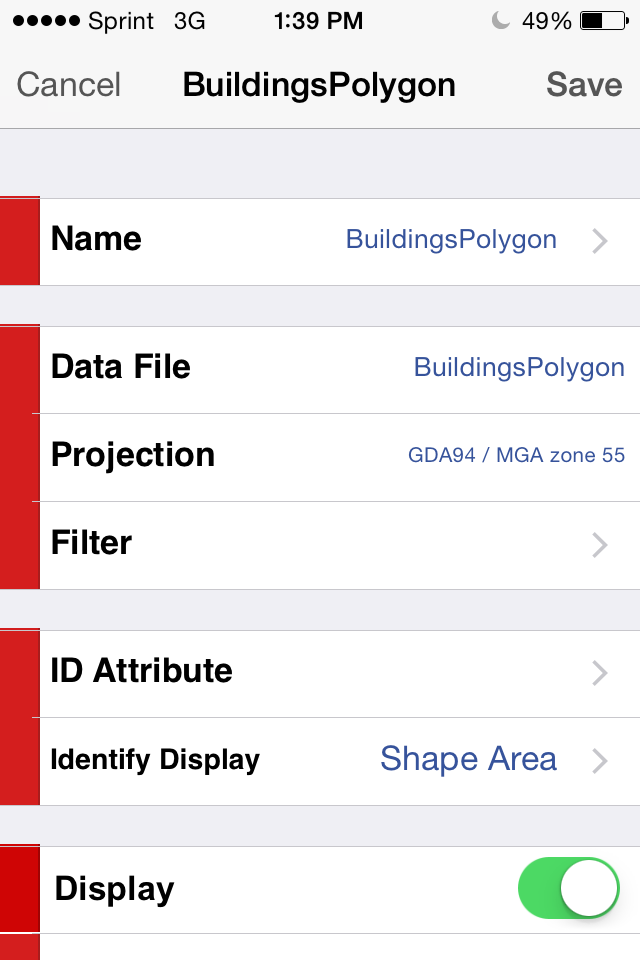 Sprint 3G 1:39 PM 49%
Cancel BuildingsPolygon Save
Name BuildingsPolygon
Data File BuildingsPolygon
Projection GDA94 / MGA zone 55
Filter
ID Attribute
Identify Display Shape Area
Display